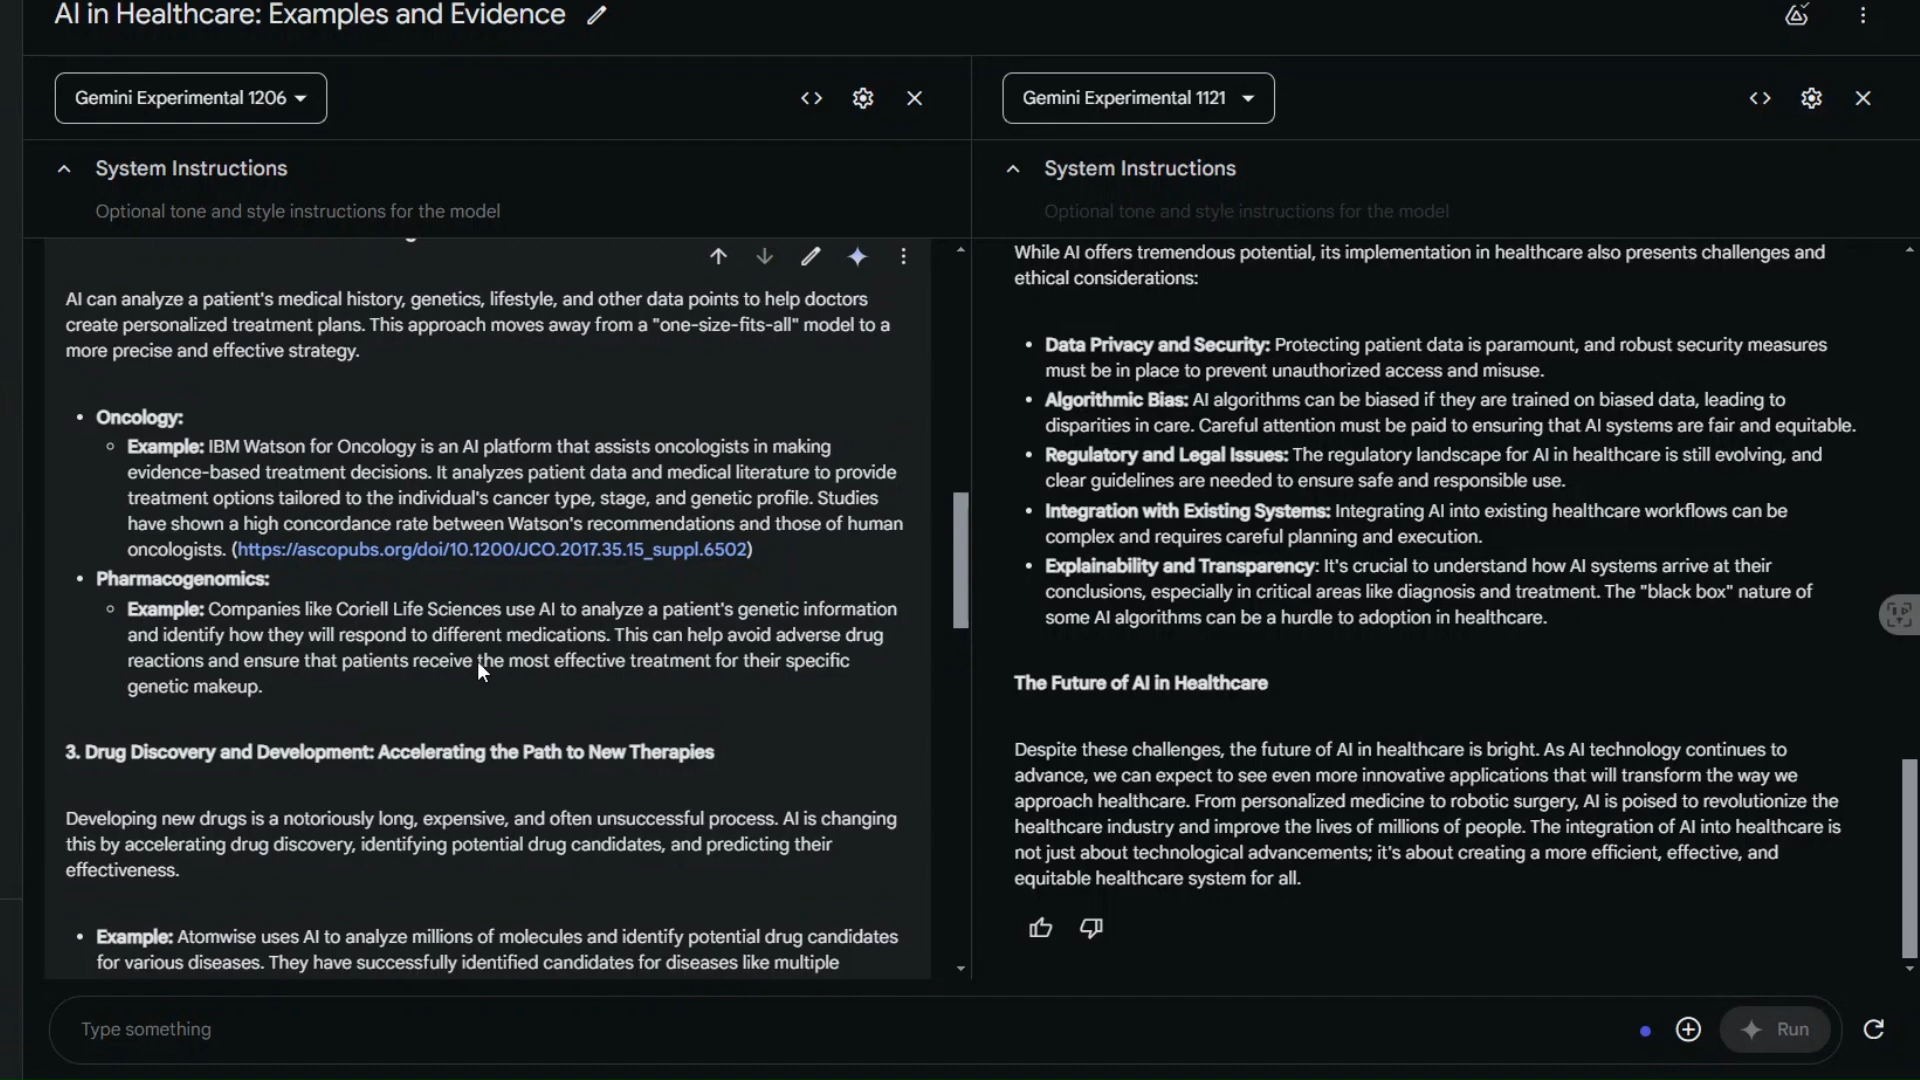 AI in Healthcare: Examples and Evidence
Gemini Experimental 1206
System Instructions
Optional tone and style instructions for the model
AI can analyze a patient's medical history, genetics, lifestyle, and other data points to help doctors
create personalized treatment plans. This approach moves away from a "one-size-fits-all" model to a
more precise and effective strategy.
• Oncology:
○ Example: IBM Watson for Oncology is an AI platform that assists oncologists in making
evidence-based treatment decisions. It analyzes patient data and medical literature to provide
treatment options tailored to the individual's cancer type, stage, and genetic profile. Studies
have shown a high concordance rate between Watson's recommendations and those of human
oncologists. (https://ascopubs.org/doi/10.1200/JCO.2017.35.15_suppl.6502)
• Pharmacogenomics:
○ Example: Companies like Coriell Life Sciences use AI to analyze a patient's genetic information
and identify how they will respond to different medications. This can help avoid adverse drug
reactions and ensure that patients receive the most effective treatment for their specific
genetic makeup.
3. Drug Discovery and Development: Accelerating the Path to New Therapies
Developing new drugs is a notoriously long, expensive, and often unsuccessful process. AI is changing
this by accelerating drug discovery, identifying potential drug candidates, and predicting their
effectiveness.
• Example: Atomwise uses AI to analyze millions of molecules and identify potential drug candidates
for various diseases. They have successfully identified candidates for diseases like multiple
Gemini Experimental 1121
System Instructions
Optional tone and style instructions for the model
While AI offers tremendous potential, its implementation in healthcare also presents challenges and
ethical considerations:
• Data Privacy and Security: Protecting patient data is paramount, and robust security measures
must be in place to prevent unauthorized access and misuse.
• Algorithmic Bias: AI algorithms can be biased if they are trained on biased data, leading to
disparities in care. Careful attention must be paid to ensuring that AI systems are fair and equitable.
• Regulatory and Legal Issues: The regulatory landscape for AI in healthcare is still evolving, and
clear guidelines are needed to ensure safe and responsible use.
• Integration with Existing Systems: Integrating AI into existing healthcare workflows can be
complex and requires careful planning and execution.
• Explainability and Transparency: It's crucial to understand how AI systems arrive at their
conclusions, especially in critical areas like diagnosis and treatment. The "black box" nature of
some AI algorithms can be a hurdle to adoption in healthcare.
The Future of AI in Healthcare
Despite these challenges, the future of AI in healthcare is bright. As AI technology continues to
advance, we can expect to see even more innovative applications that will transform the way we
approach healthcare. From personalized medicine to robotic surgery, AI is poised to revolutionize the
healthcare industry and improve the lives of millions of people. The integration of AI into healthcare is
not just about technological advancements; it's about creating a more efficient, effective, and
equitable healthcare system for all.
Type something
Run